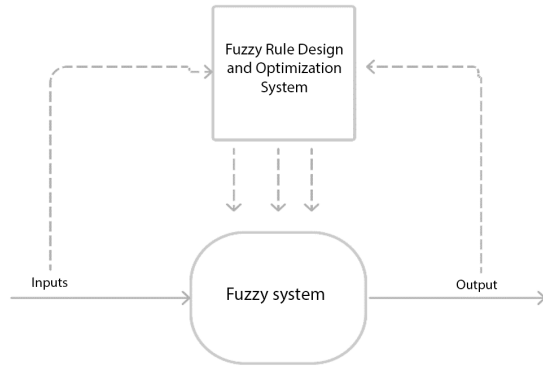 Fuzzy Rule Design
and Optimization
System
Inputs
Fuzzy system
Output